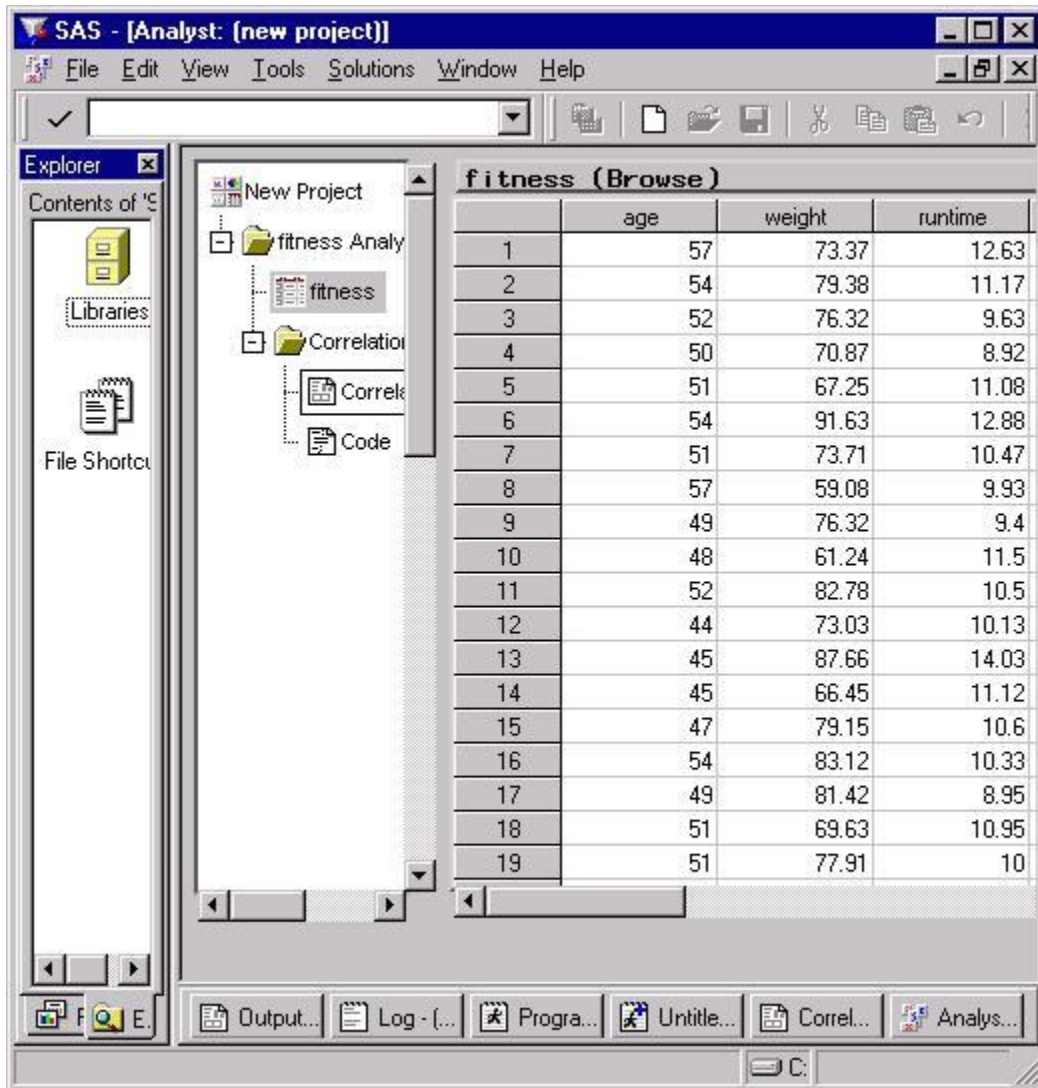 SAS - [Analyst: (new project)]
File Edit View Tools Solutions Window Help
Explorer
Contents of 'S
Libraries
File Shortcu
New Project
fitness Analy
fitness
Correlation
Correla
Code
fitness (Browse)
age weight runtime
1 57 73.37 12.63
2 54 79.38 11.17
3 52 76.32 9.63
4 50 70.87 8.92
5 51 67.25 11.08
6 54 91.63 12.88
7 51 73.71 10.47
8 57 59.08 9.93
9 49 76.32 9.4
10 48 61.24 11.5
11 52 82.78 10.5
12 44 73.03 10.13
13 45 87.66 14.03
14 45 66.45 11.12
15 47 79.15 10.6
16 54 83.12 10.33
17 49 81.42 8.95
18 51 69.63 10.95
19 51 77.91 10
E.
Output... Log - (... Progra... Untitle... Correl... Analys...
C: